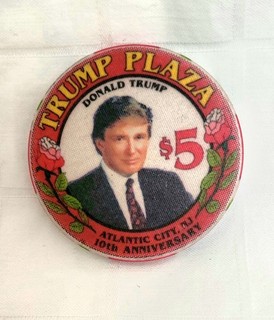 TRUMP PLAZA
DONALD TRUMP
$5
ATLANTIC CITY, NJ
10th ANNIVERSARY